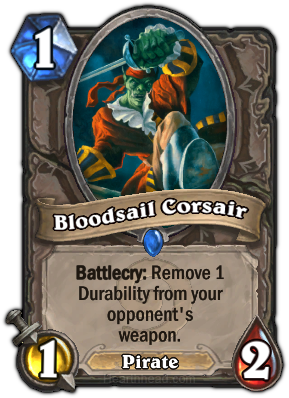 1
Bloodsail Corsair
Battlecry: Remove 1
Durability from your
opponent's
weapon.
Pirate
1
2